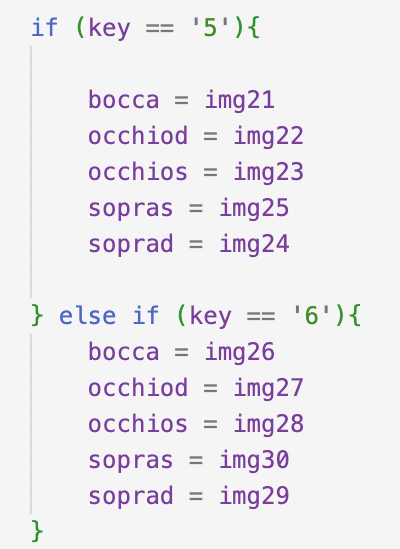 if (key == '5'){
bocca = img21
occhiod = img22
occhios = img23
sopras = img25
soprad = img24
} else if (key == '6'){
bocca = img26
occhiod = img27
occhios = img28
sopras = img30
soprad = img29
}